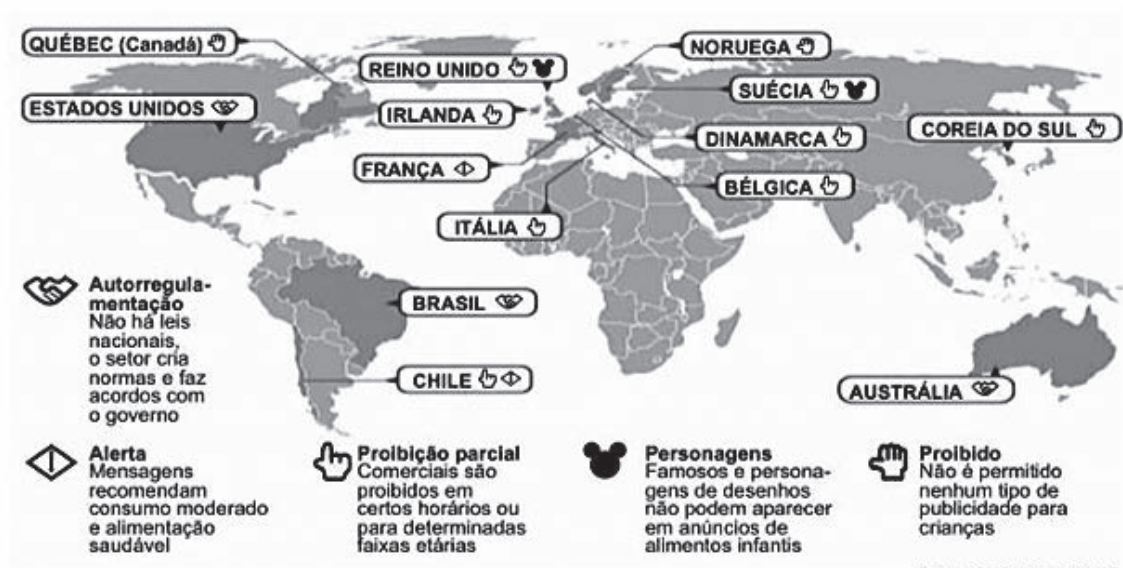 QUÉBEC (Canadá)
NORUEGA
REINO UNIDO
SUÉCIA
ESTADOS UNIDOS
IRLANDA
DINAMARCA
COREIA DO SUL
FRANÇA
BÉLGICA
ITÁLIA
BRASIL
CHILE
AUSTRÁLIA
Autorregula-
mentação
Não há leis
nacionais,
o setor cria
normas e faz
acordos com
o governo
Alerta
Mensagens
recomendam
consumo moderado
e alimentação
saudável
Proibição parcial
Comerciais são
proibidos em
certos horários ou
para determinadas
faixas etárias
Personagens
Famosos e persona-
gens de desenhos
não podem aparecer
em anúncios de
alimentos infantis
Proibido
Não é permitido
nenhum tipo de
publicidade para
crianças